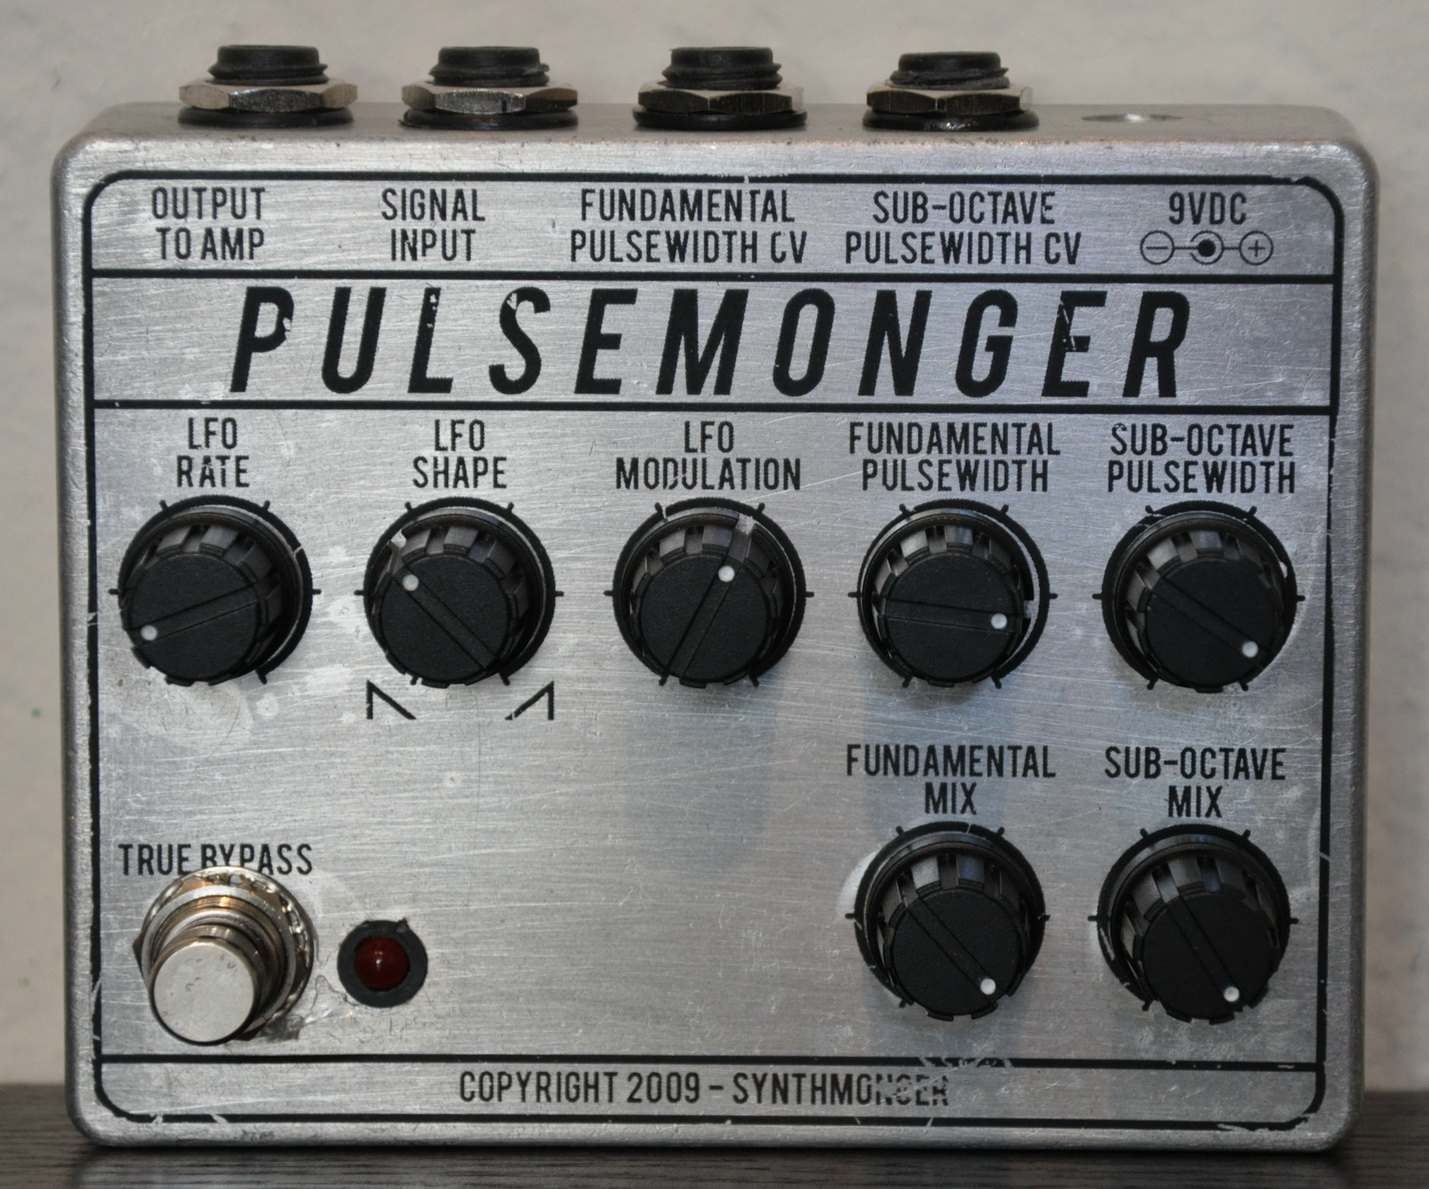 OUTPUT
TO AMP
SIGNAL
INPUT
FUNDAMENTAL
PULSEWIDTH CV
SUB-OCTAVE
PULSEWIDTH CV
9VDC
PULSEMONGER
LFO
RATE
LFO
SHAPE
LFO
MODULATION
FUNDAMENTAL
PULSEWIDTH
SUB-OCTAVE
PULSEWIDTH
FUNDAMENTAL
MIX
SUB-OCTAVE
MIX
TRUE BYPASS
COPYRIGHT 2009 - SYNTHMONGER